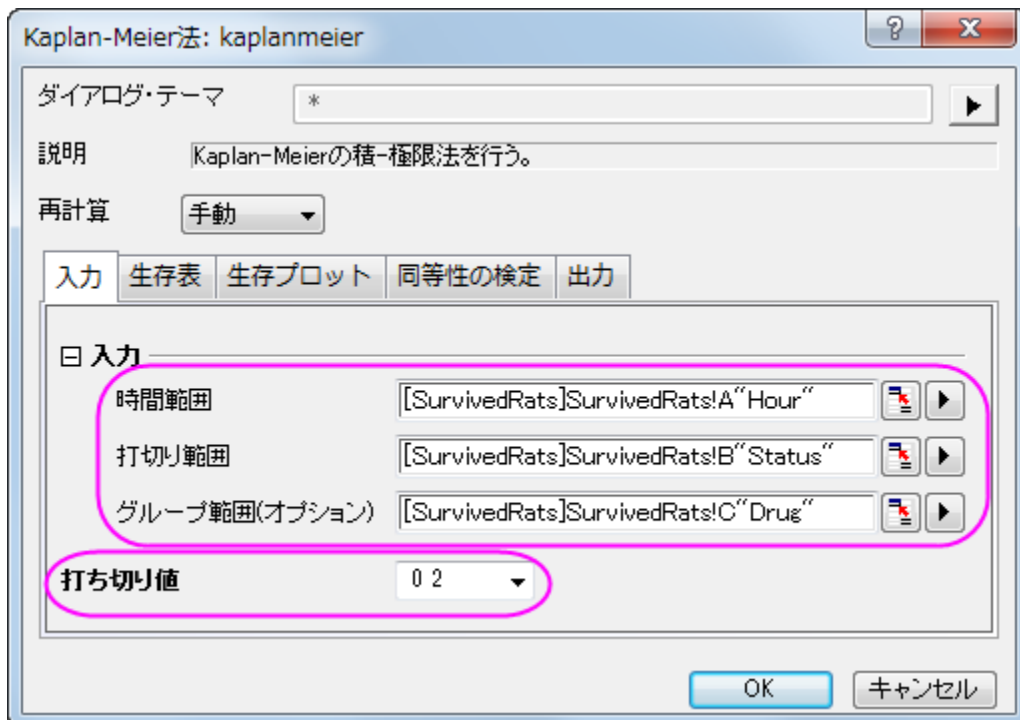 Kaplan-Meier法: kaplanmeier
ダイアログ・テーマ *
説明 Kaplan-Meierの積-極限法を行う。
再計算 手動
入力 生存表 生存プロット 同等性の検定 出力
入力
時間範囲 [SurvivedRats]SurvivedRats!A"Hour"
打切り範囲 [SurvivedRats]SurvivedRats!B"Status"
グループ範囲(オプション) [SurvivedRats]SurvivedRats!C"Drug"
打ち切り値 0 2
OK キャンセル